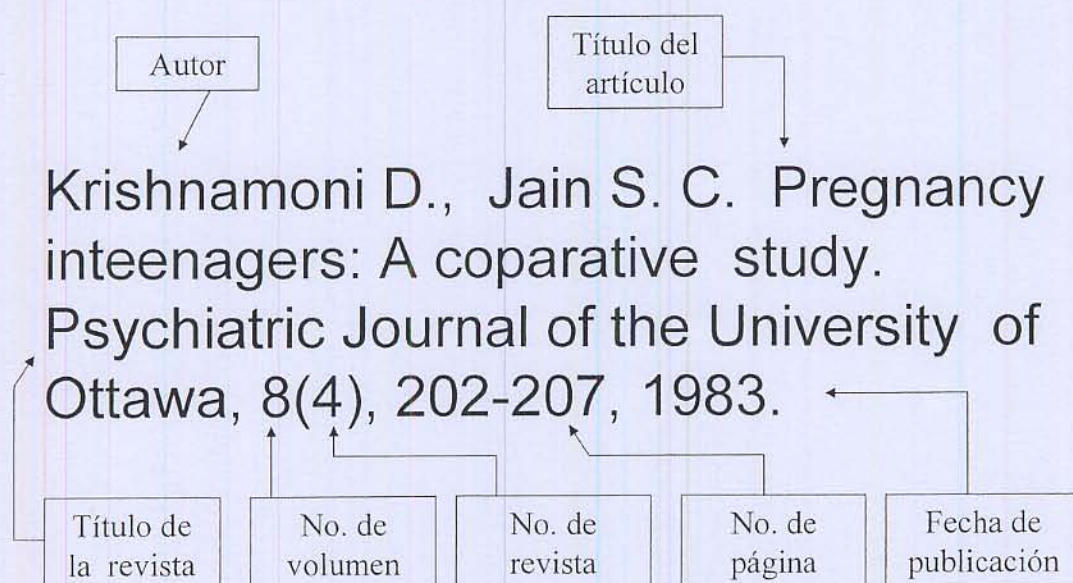 Autor
Título del
artículo
Krishnamoni D., Jain S. C. Pregnancy
inteenagers: A coparative study.
Psychiatric Journal of the University of
Ottawa, 8(4), 202-207, 1983.
Título de
la revista
No. de
volumen
No. de
revista
No. de
página
Fecha de
publicación